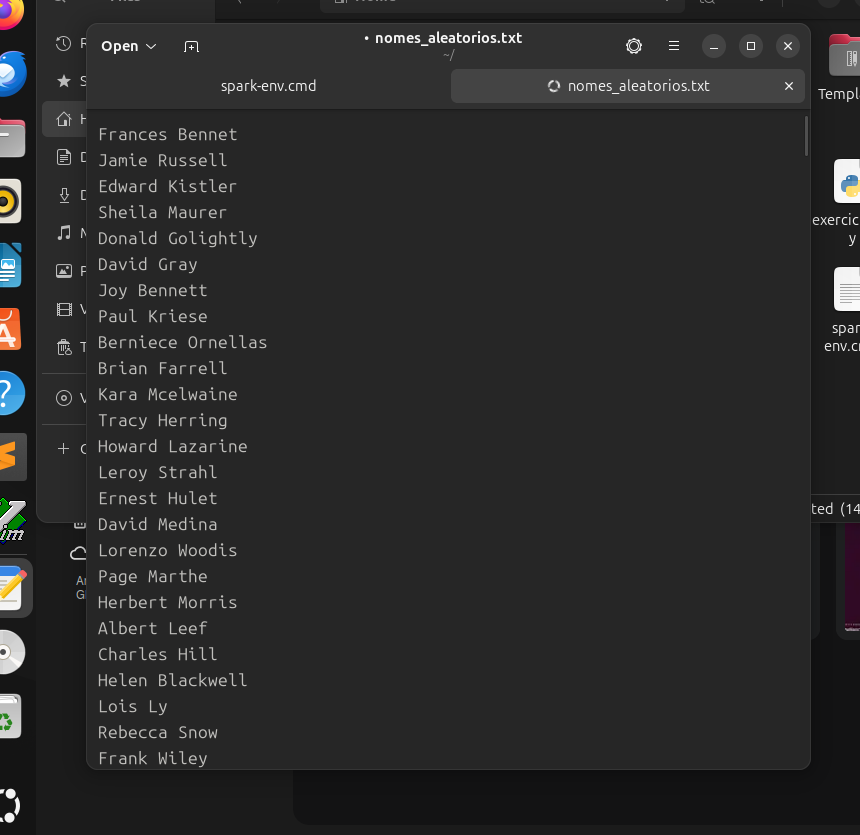 Open
• nomes_aleatorios.txt
~/
spark-env.cmd
nomes_aleatorios.txt
Frances Bennet
Jamie Russell
Edward Kistler
Sheila Maurer
Donald Golightly
David Gray
Joy Bennett
Paul Kriese
Berniece Ornellas
Brian Farrell
Kara Mcelwaine
Tracy Herring
Howard Lazarine
Leroy Strahl
Ernest Hulet
David Medina
Lorenzo Woodis
Page Marthe
Herbert Morris
Albert Leef
Charles Hill
Helen Blackwell
Lois Ly
Rebecca Snow
Frank Wiley
Templ
exercic
y
spar
env.c
ted (14